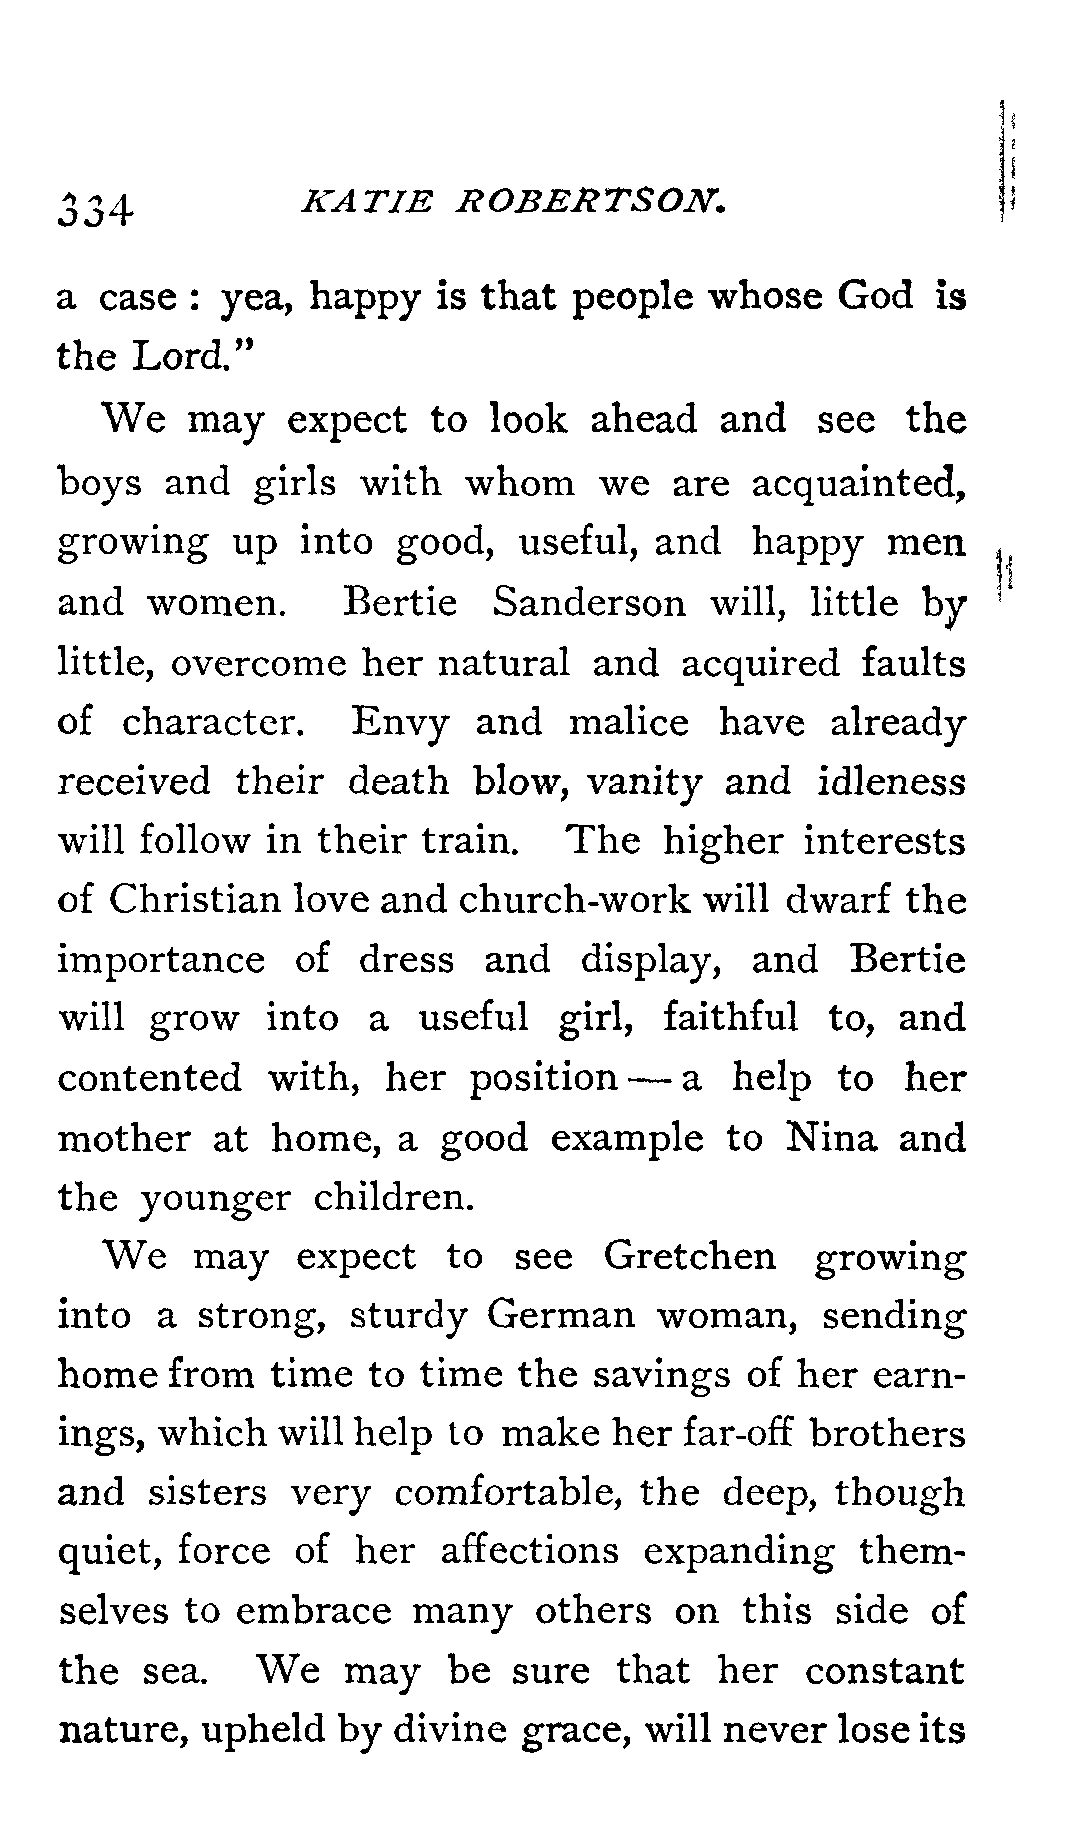 334 KATIE ROBERTSON.
a case : yea, happy is that people whose God is
the Lord."
We may expect to look ahead and see the
boys and girls with whom we are acquainted,
growing up into good, useful, and happy men
and women. Bertie Sanderson will, little by
little, overcome her natural and acquired faults
of character. Envy and malice have already
received their death blow, vanity and idleness
will follow in their train. The higher interests
of Christian love and church-work will dwarf the
importance of dress and display, and Bertie
will grow into a useful girl, faithful to, and
contented with, her position — a help to her
mother at home, a good example to Nina and
the younger children.
We may expect to see Gretchen growing
into a strong, sturdy German woman, sending
home from time to time the savings of her earn-
ings, which will help to make her far-off brothers
and sisters very comfortable, the deep, though
quiet, force of her affections expanding them-
selves to embrace many others on this side of
the sea. We may be sure that her constant
nature, upheld by divine grace, will never lose its